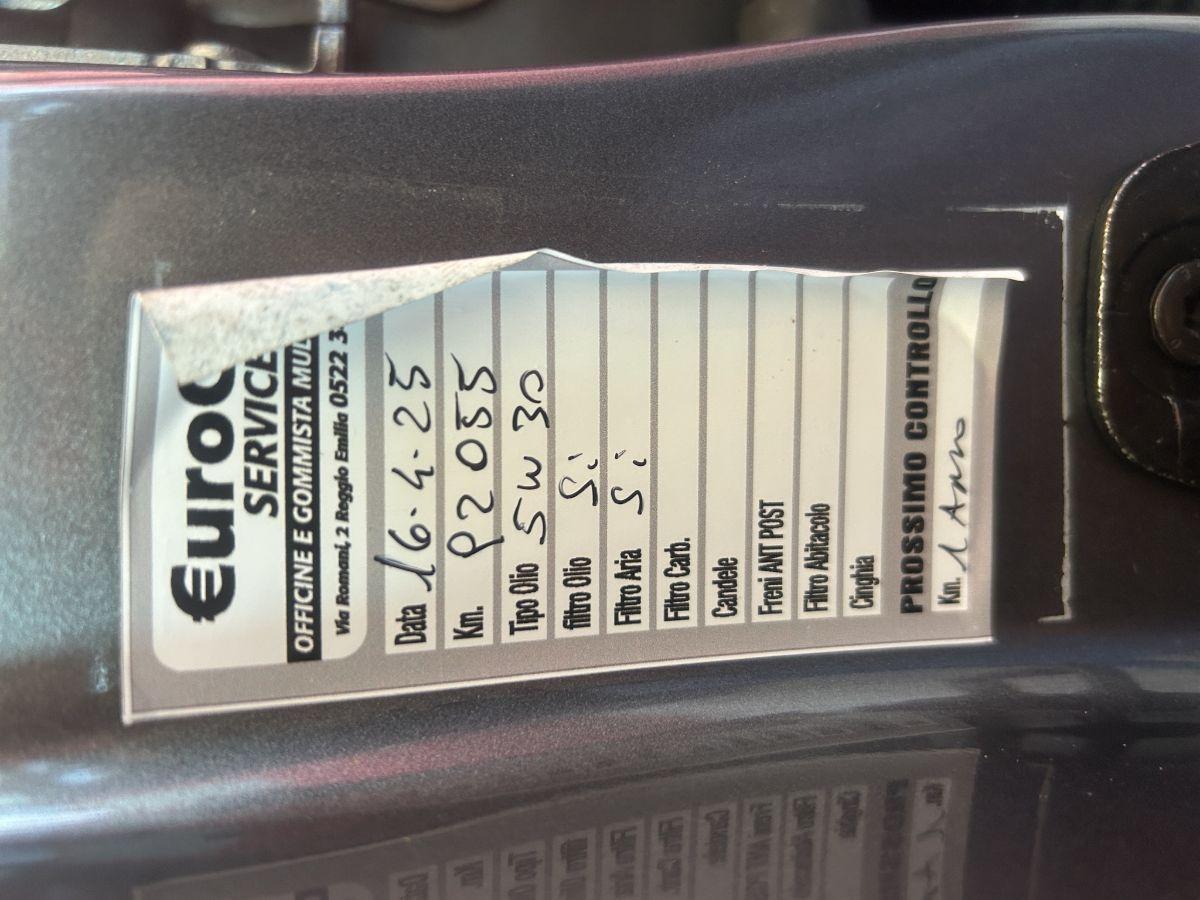 Euro
SERVICE
OFFICINE E GOMMISTA MUL
Via Romani, 2 Reggio Emilia 0522 3
Data 16.4.25
Km. 92055
Tipo Olio 5W30
filtro Olio Si
Filtro Aria Si
Filtro Carb.
Candele
Freni ANT POST
Filtro Abitacolo
Cinghia
PROSSIMO CONTROLLO
Km. 1 Anno